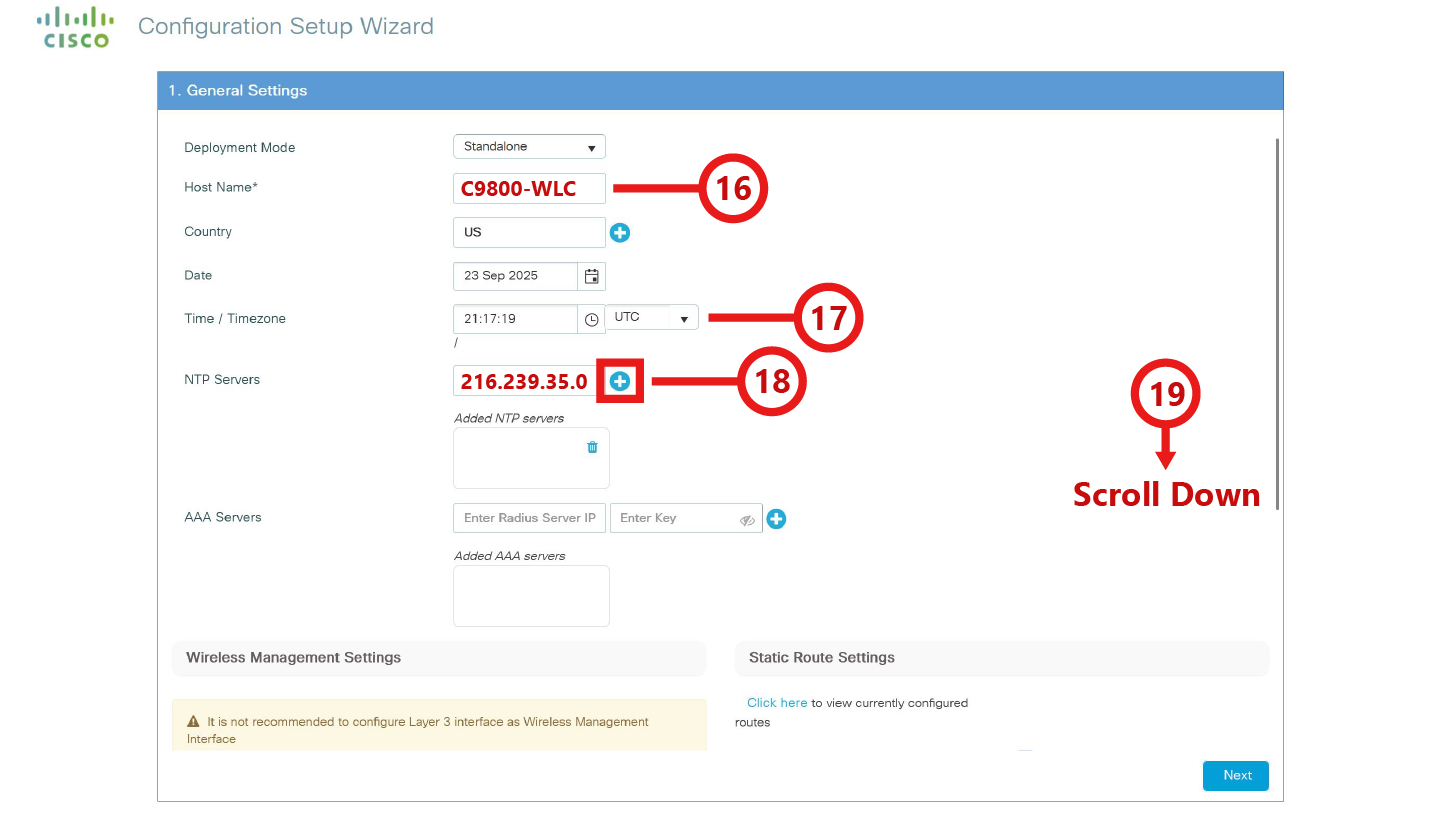 CISCO
Configuration Setup Wizard
1. General Settings
Deployment Mode
Standalone
Host Name*
C9800-WLC
16
Country
US
Date
23 Sep 2025
Time / Timezone
21:17:19
UTC
17
/
NTP Servers
216.239.35.0
18
Added NTP servers
19
Scroll Down
AAA Servers
Enter Radius Server IP
Enter Key
Added AAA servers
Wireless Management Settings
It is not recommended to configure Layer 3 interface as Wireless Management
Interface
Static Route Settings
Click here to view currently configured
routes
Next